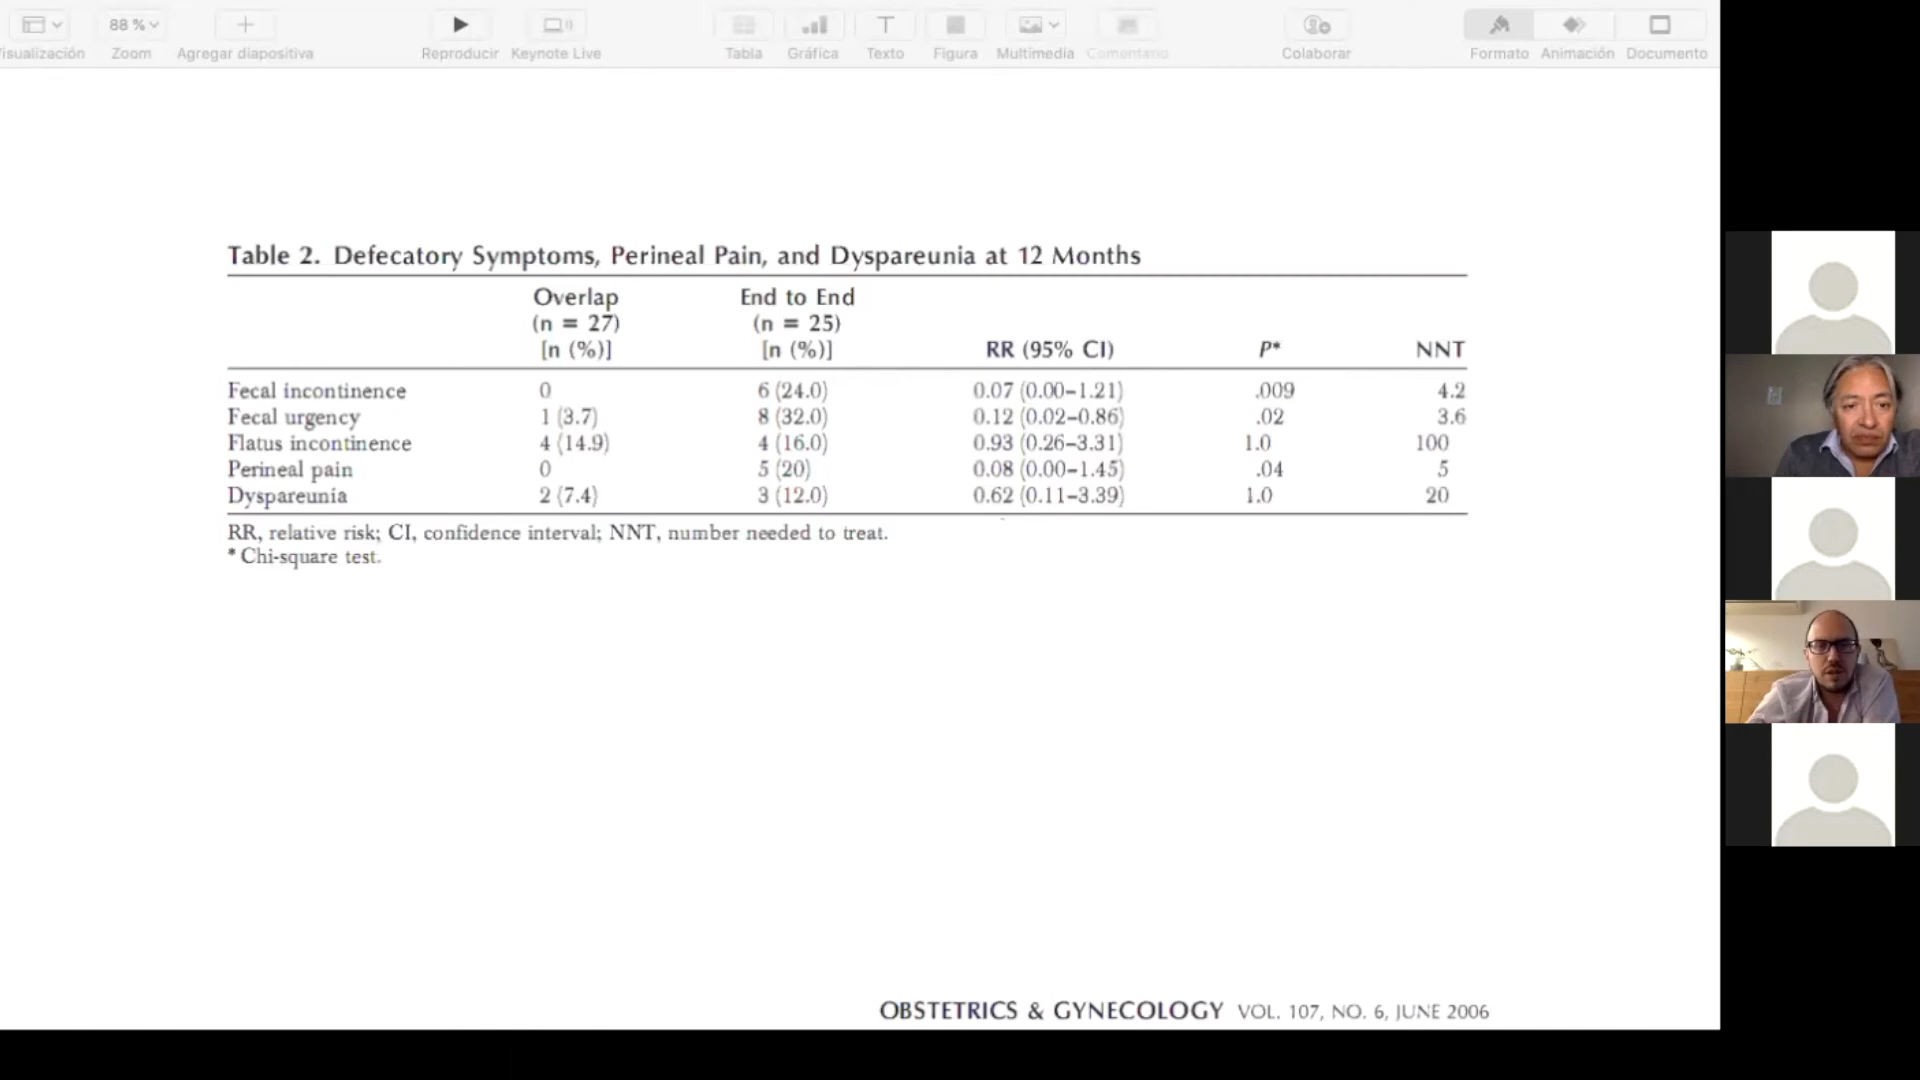 isualización
88 %
Zoom
Agregar diapositiva
Reproducir
Keynote Live
Tabla
Gráfica
Texto
Figura
Multimedia
Comentario
Colaborar
Formato
Animación
Documento
Table 2. Defecatory Symptoms, Perineal Pain, and Dyspareunia at 12 Months
Overlap (n = 27) [n (%)] End to End (n = 25) [n (%)] RR (95% CI) P* NNT
Fecal incontinence 0 6 (24.0) 0.07 (0.00–1.21) .009 4.2
Fecal urgency 1 (3.7) 8 (32.0) 0.12 (0.02–0.86) .02 3.6
Flatus incontinence 4 (14.9) 4 (16.0) 0.93 (0.26–3.31) 1.0 100
Perineal pain 0 5 (20) 0.08 (0.00–1.45) .04 5
Dyspareunia 2 (7.4) 3 (12.0) 0.62 (0.11–3.39) 1.0 20
RR, relative risk; CI, confidence interval; NNT, number needed to treat.
* Chi-square test.
OBSTETRICS & GYNECOLOGY VOL. 107, NO. 6, JUNE 2006